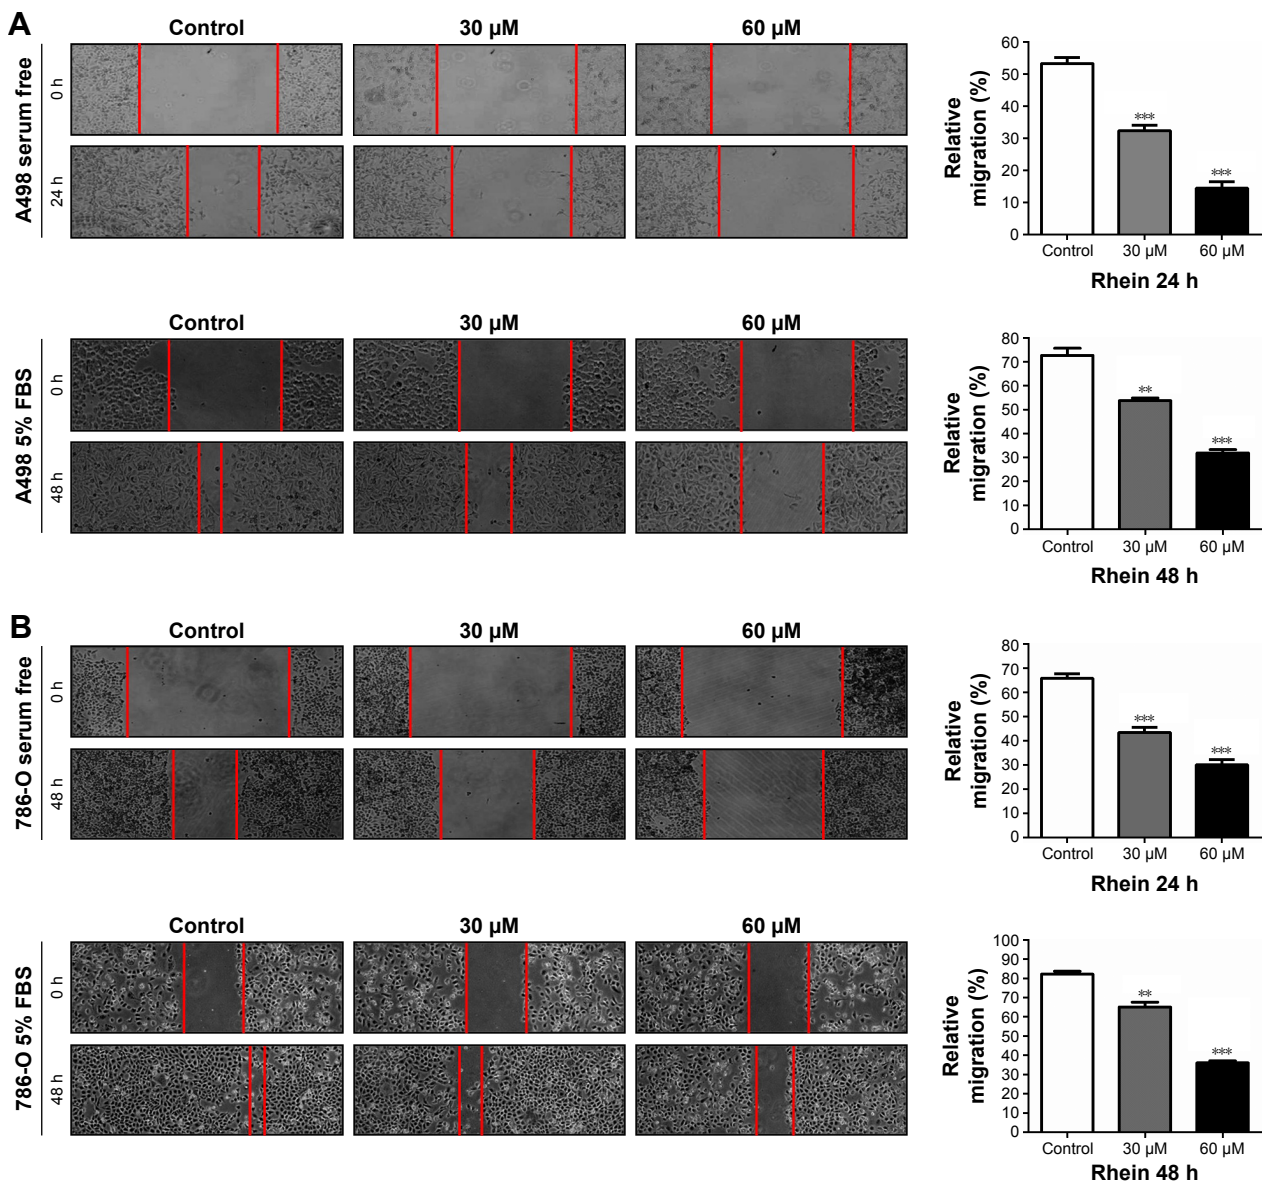 A
Control 30 µM 60 µM
A498 serum free
0 h
24 h
Relative
migration (%)
60
50
40
30
20
10
0
***
***
Control 30 µM 60 µM
Rhein 24 h
Control 30 µM 60 µM
A498 5% FBS
0 h
48 h
Relative
migration (%)
80
70
60
50
40
30
20
10
0
**
***
Control 30 µM 60 µM
Rhein 48 h
B
Control 30 µM 60 µM
786-O serum free
0 h
48 h
Relative
migration (%)
80
70
60
50
40
30
20
10
0
***
***
Control 30 µM 60 µM
Rhein 24 h
Control 30 µM 60 µM
786-O 5% FBS
0 h
48 h
Relative
migration (%)
100
90
80
70
60
50
40
30
20
10
0
**
***
Control 30 µM 60 µM
Rhein 48 h